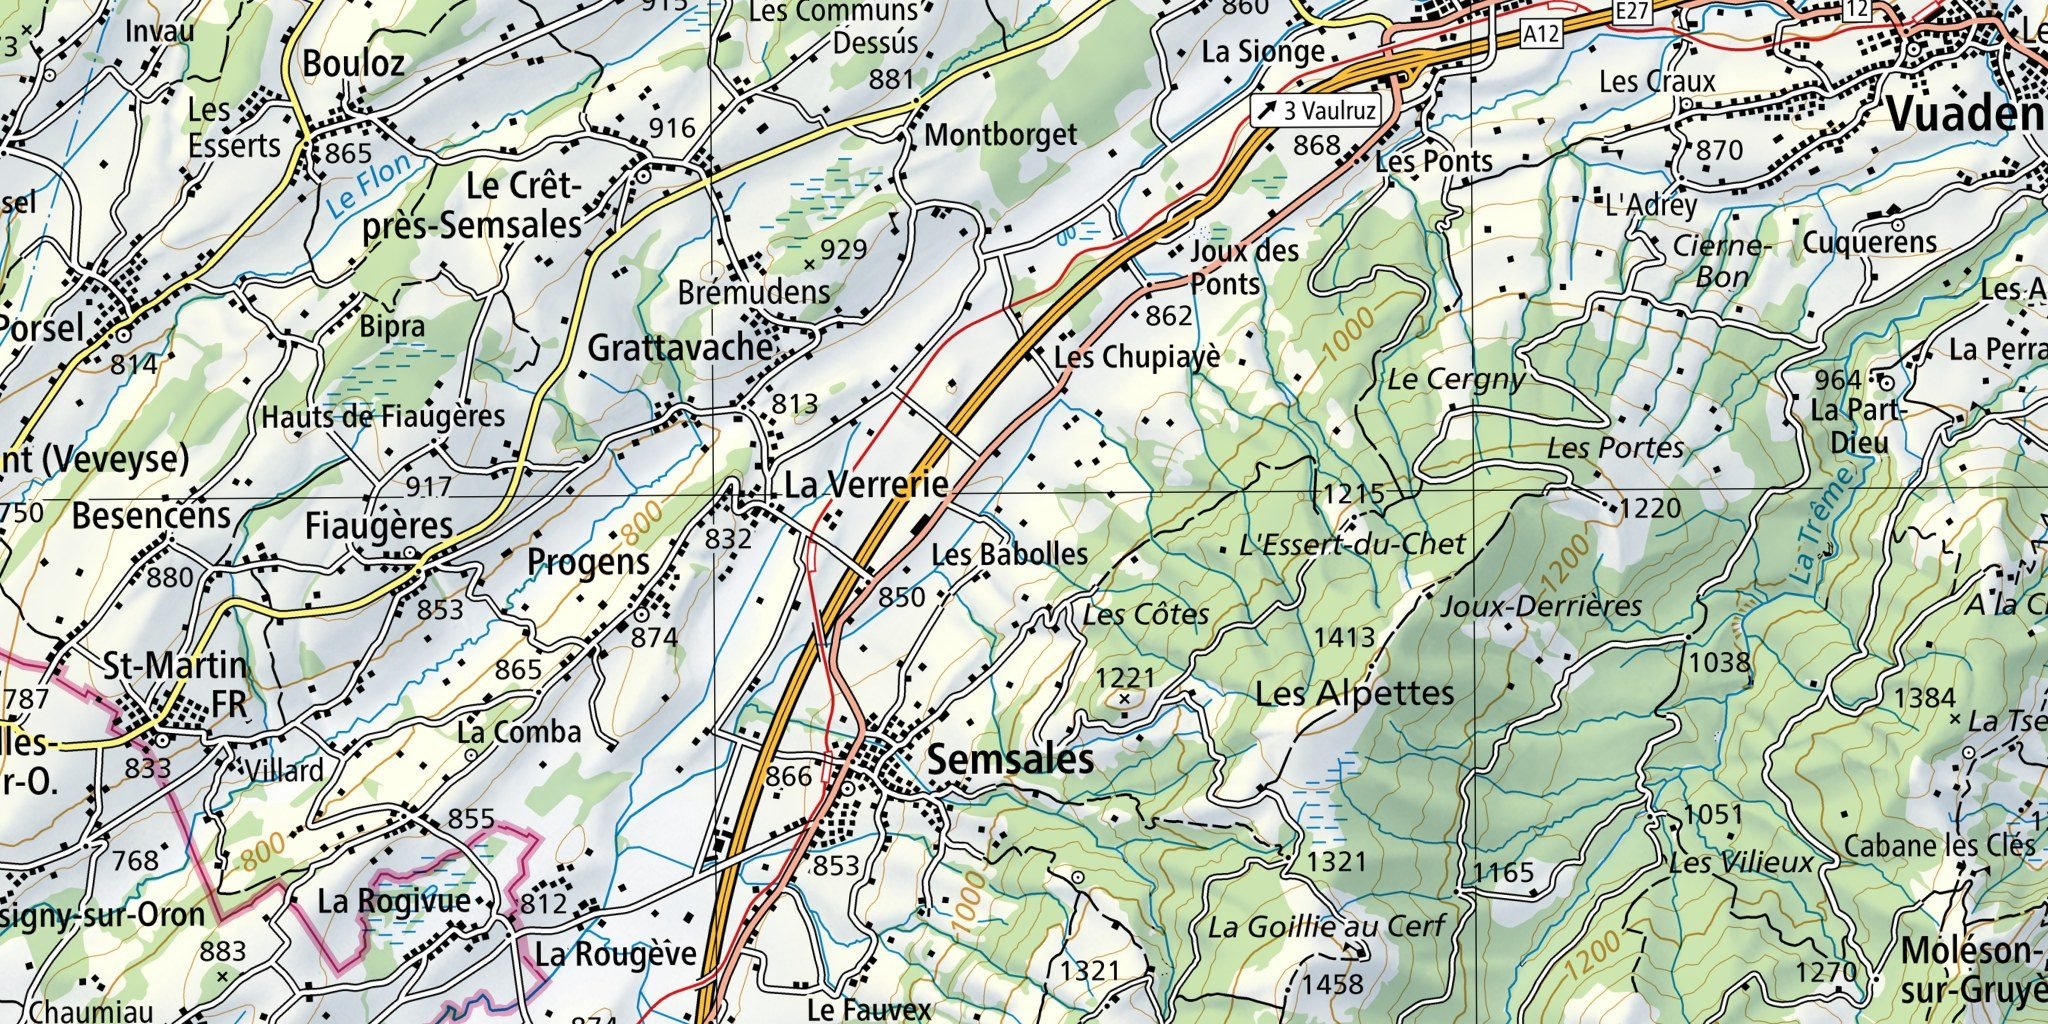 915
Les Communs
Dessús
860
E27
12
A12
Invau
Bouloz
La Sionge
881
Les Craux
Les
Esserts
3 Vaulruz
Vuaden
916
Montborget
868
Les Ponts
870
865
Le Flon
Le Crêt-
près-Semsales
L'Adrey
Cierne-
Bon
Cuquerens
929
Joux des
Ponts
Brémudens
862
Bipra
Porsel
814
Grattavache
Les Chupiayè
1000
La Perra
Le Cergny
964
La Part-
Dieu
813
Hauts de Fiaugères
Les Portes
nt (Veveyse)
917
La Verrerie
1215
1220
750
Besencens
Fiaugères
800
832
La Trême
Progens
Les Babolles
L'Essert-du-Chet
1200
880
853
850
Les Côtes
Joux-Derrières
874
1413
St-Martin
FR
865
1221
1038
787
Les Alpettes
1384
La Comba
Semsales
lles-
r-O.
833
Villard
866
855
1051
800
768
853
1321
1165
Les Vilieux
Cabane les Clés
La Rogivue
812
1000
La Goillie au Cerf
signy-sur-Oron
883
La Rougève
1321
1458
1200
1270
Moléson-
sur-Gruyè
Chaumiau
874
Le Fauvex